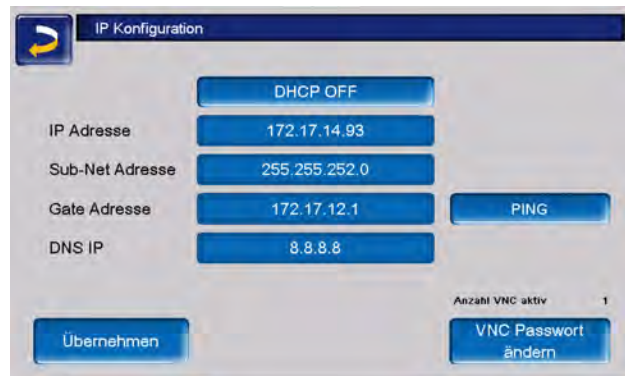 IP Konfiguration
DHCP OFF
IP Adresse 172.17.14.93
Sub-Net Adresse 255.255.252.0
Gate Adresse 172.17.12.1 PING
DNS IP 8.8.8.8
Anzahl VNC aktiv 1
Übernehmen
VNC Passwort
ändern